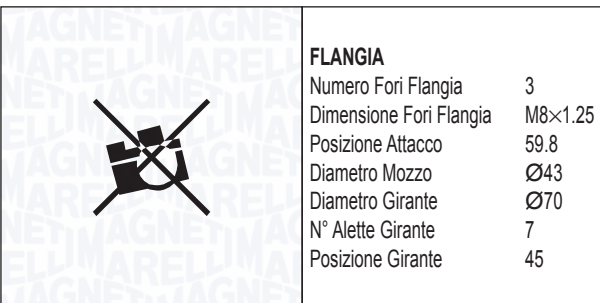 FLANGIA
Numero Fori Flangia 3
Dimensione Fori Flangia M8×1.25
Posizione Attacco 59.8
Diametro Mozzo Ø43
Diametro Girante Ø70
N° Alette Girante 7
Posizione Girante 45